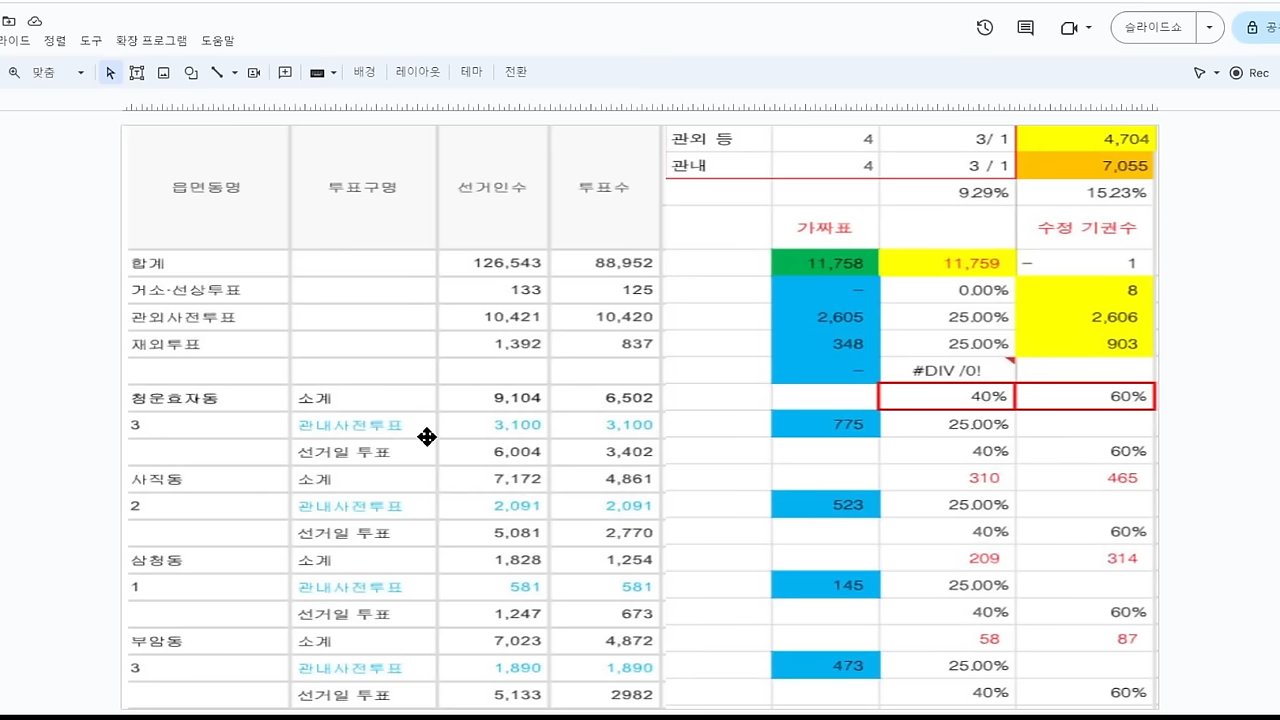 라이드 정렬 도구 확장 프로그램 도움말
슬라이드쇼 공
맞춤 배경 레이아웃 테마 전환 Rec
관외 등 4 3/ 1 4,704
관내 4 3 / 1 7,055
읍면동명 투표구명 선거인수 투표수 9.29% 15.23%
가짜표 수정 기권수
합계 126,543 88,952 11,758 11,759 – 1
거소·선상투표 133 125 – 0.00% 8
관외사전투표 10,421 10,420 2,605 25.00% 2,606
재외투표 1,392 837 348 25.00% 903
– #DIV /0!
청운효자동 소계 9,104 6,502 40% 60%
3 관내사전투표 3,100 3,100 775 25.00%
선거일 투표 6,004 3,402 40% 60%
사직동 소계 7,172 4,861 310 465
2 관내사전투표 2,091 2,091 523 25.00%
선거일 투표 5,081 2,770 40% 60%
삼청동 소계 1,828 1,254 209 314
1 관내사전투표 581 581 145 25.00%
선거일 투표 1,247 673 40% 60%
부암동 소계 7,023 4,872 58 87
3 관내사전투표 1,890 1,890 473 25.00%
선거일 투표 5,133 2982 40% 60%